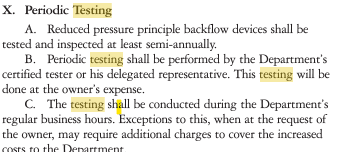 X. Periodic Testing
A. Reduced pressure principle backflow devices shall be
tested and inspected at least semi-annually.
B. Periodic testing shall be performed by the Department's
certified tester or his delegated representative. This testing will be
done at the owner's expense.
C. The testing shall be conducted during the Department's
regular business hours. Exceptions to this, when at the request of
the owner, may require additional charges to cover the increased
costs to the Department.